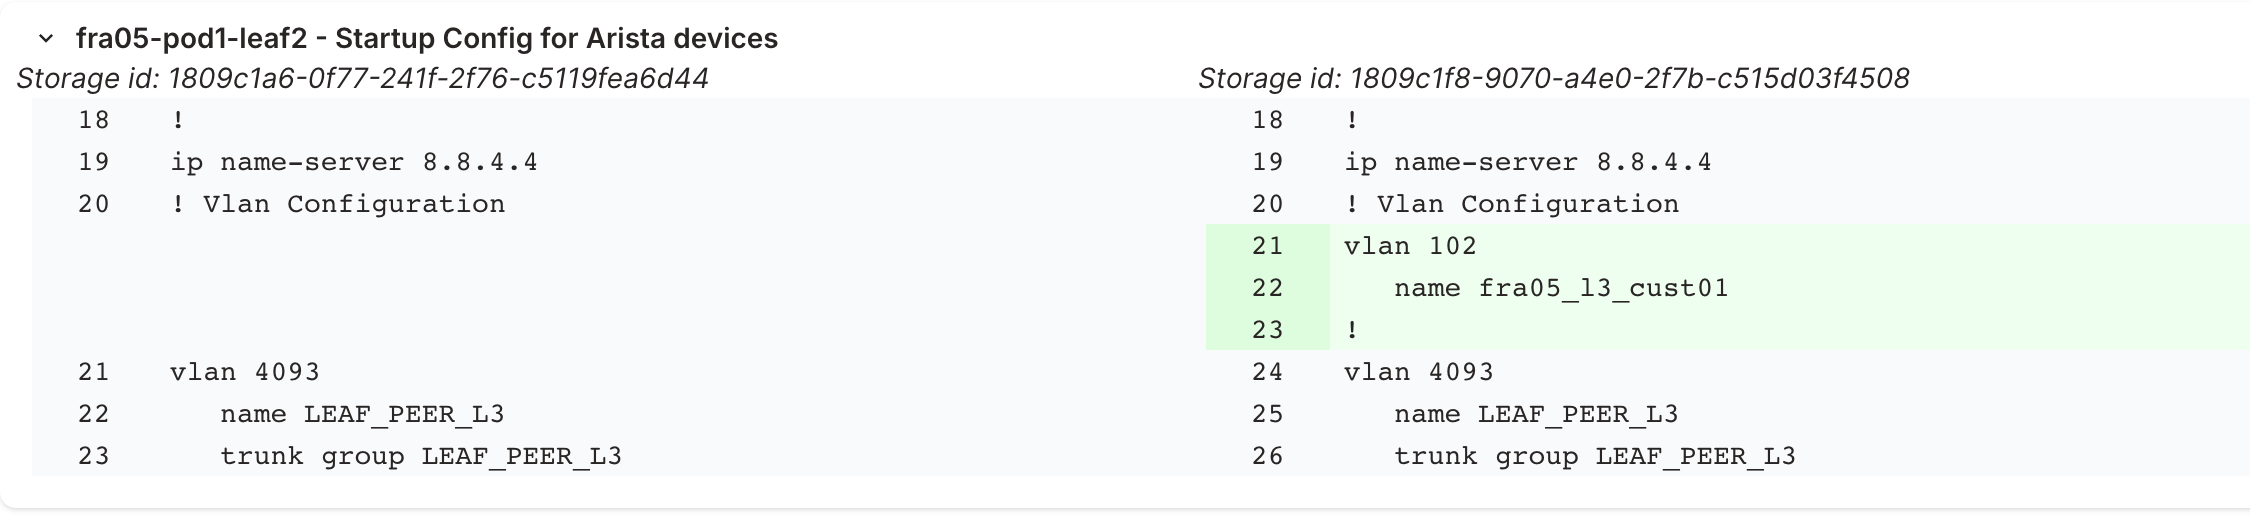 fra05-pod1-leaf2 - Startup Config for Arista devices
Storage id: 1809c1a6-0f77-241f-2f76-c5119fea6d44
18 !
19 ip name-server 8.8.4.4
20 ! Vlan Configuration
21 vlan 4093
22 name LEAF_PEER_L3
23 trunk group LEAF_PEER_L3
Storage id: 1809c1f8-9070-a4e0-2f7b-c515d03f4508
18 !
19 ip name-server 8.8.4.4
20 ! Vlan Configuration
21 vlan 102
22 name fra05_l3_cust01
23 !
24 vlan 4093
25 name LEAF_PEER_L3
26 trunk group LEAF_PEER_L3